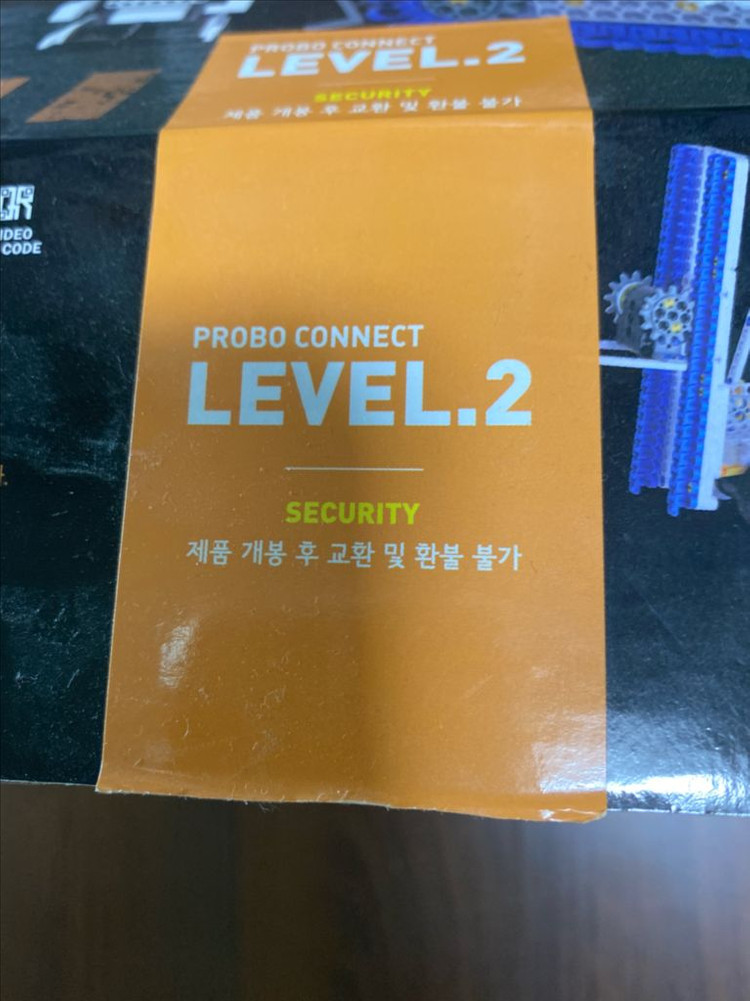 PROBO CONNECT
LEVEL.2
SECURITY
제품 개봉 후 교환 및 환불 불가
QR
VIDEO
CODE
PROBO CONNECT
LEVEL.2
SECURITY
제품 개봉 후 교환 및 환불 불가